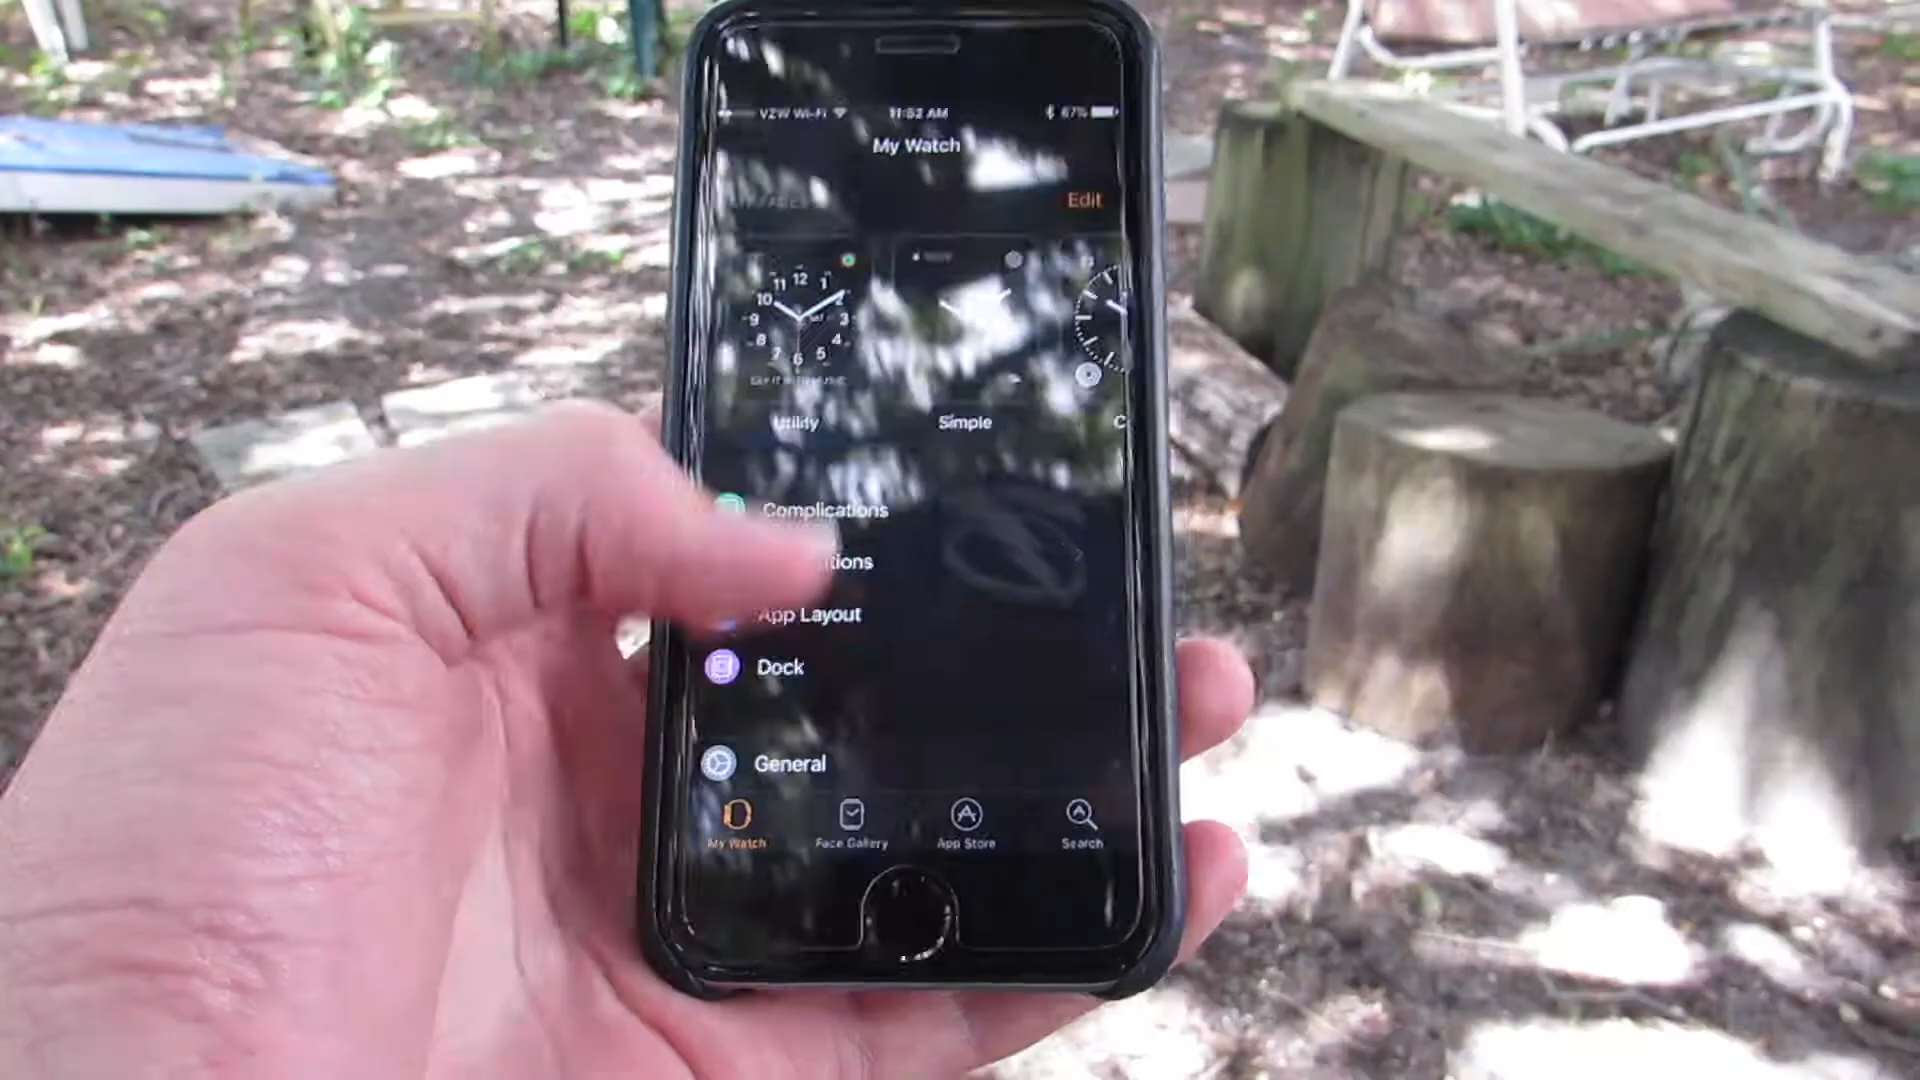 VZW Wi-Fi 11:52 AM 67%
My Watch
Edit
11 12 1
10 2
9 3
8 4
7 6 5
Utility Simple C
Complications
tions
App Layout
Dock
General
My Watch Face Gallery App Store Search